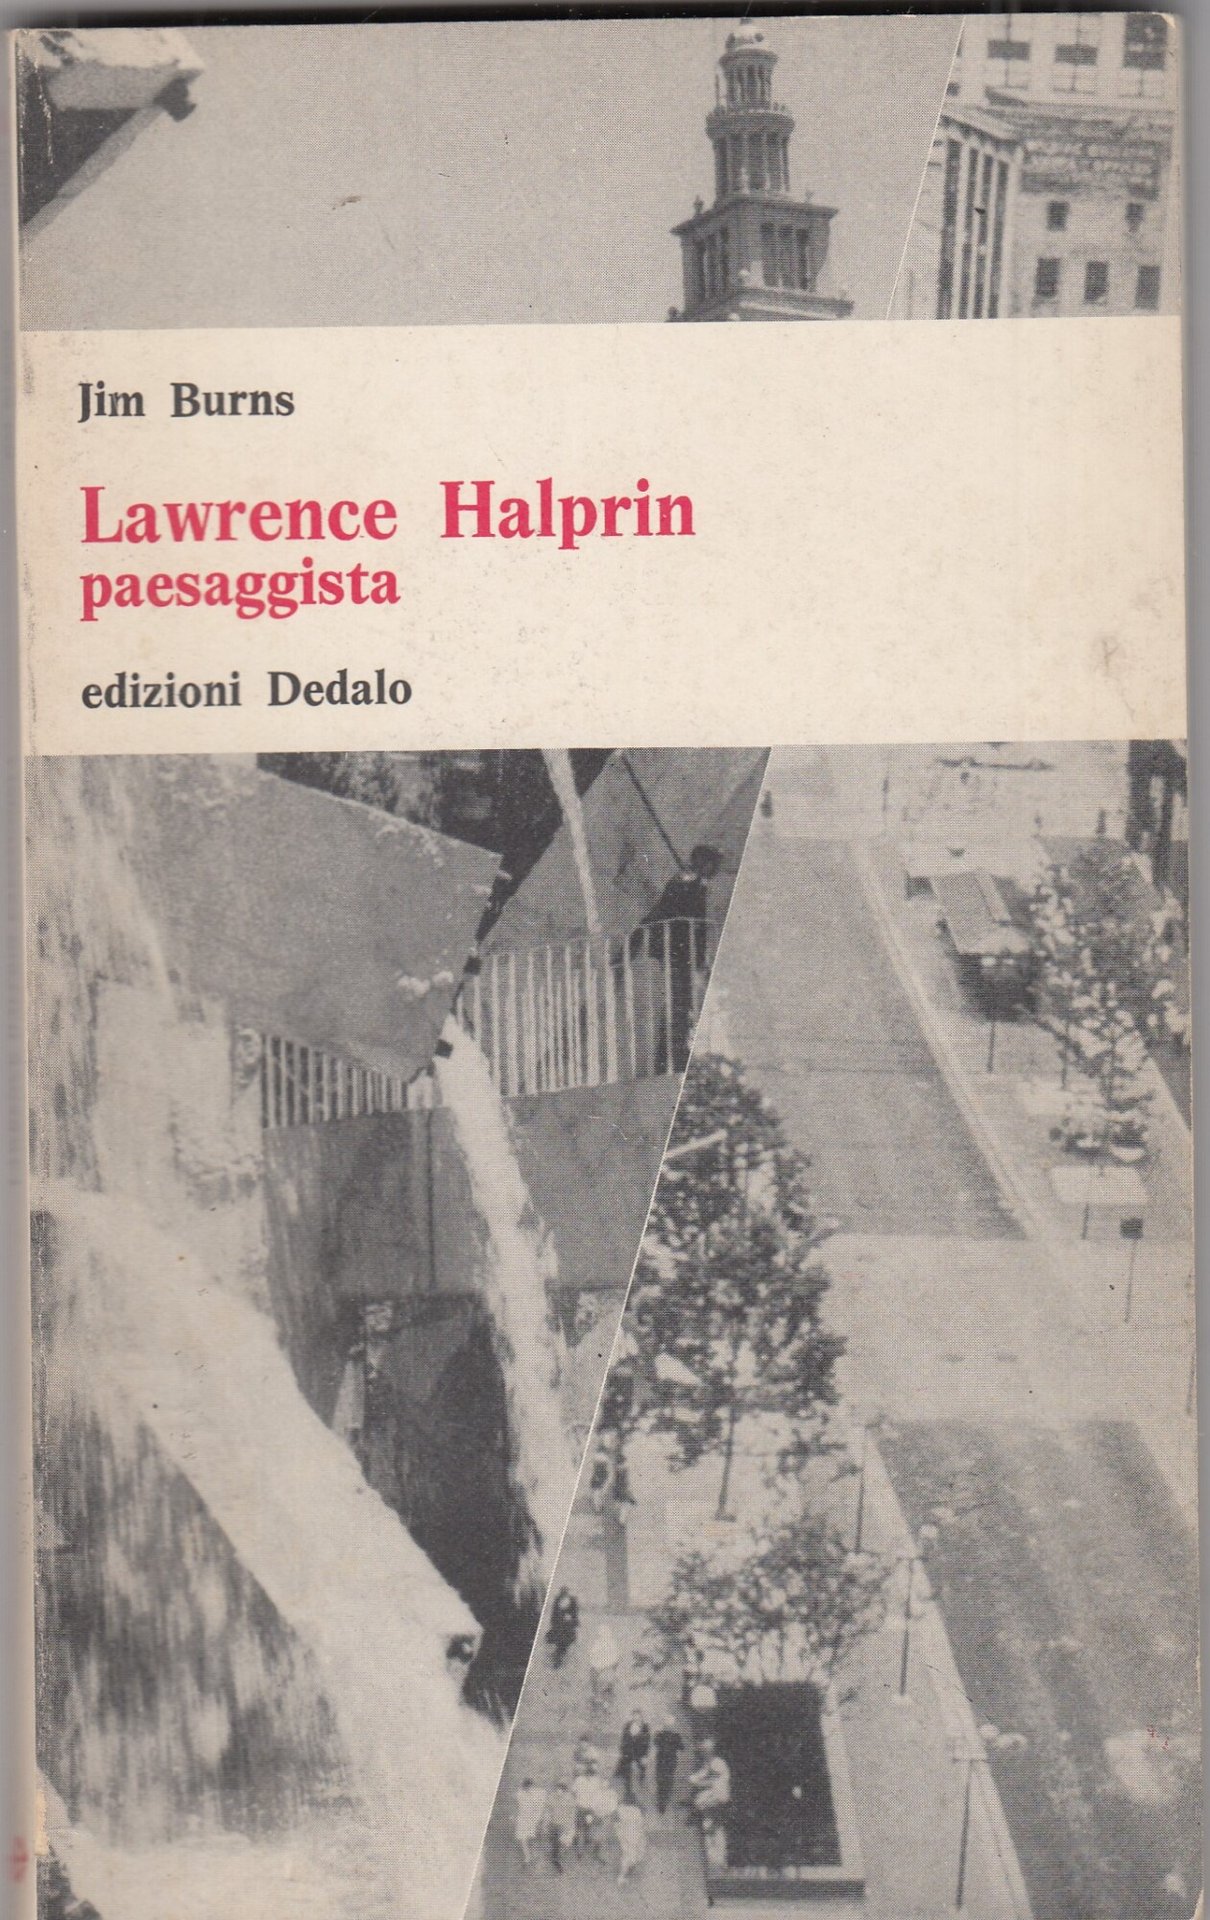 Jim Burns
Lawrence Halprin
paesaggista
edizioni Dedalo